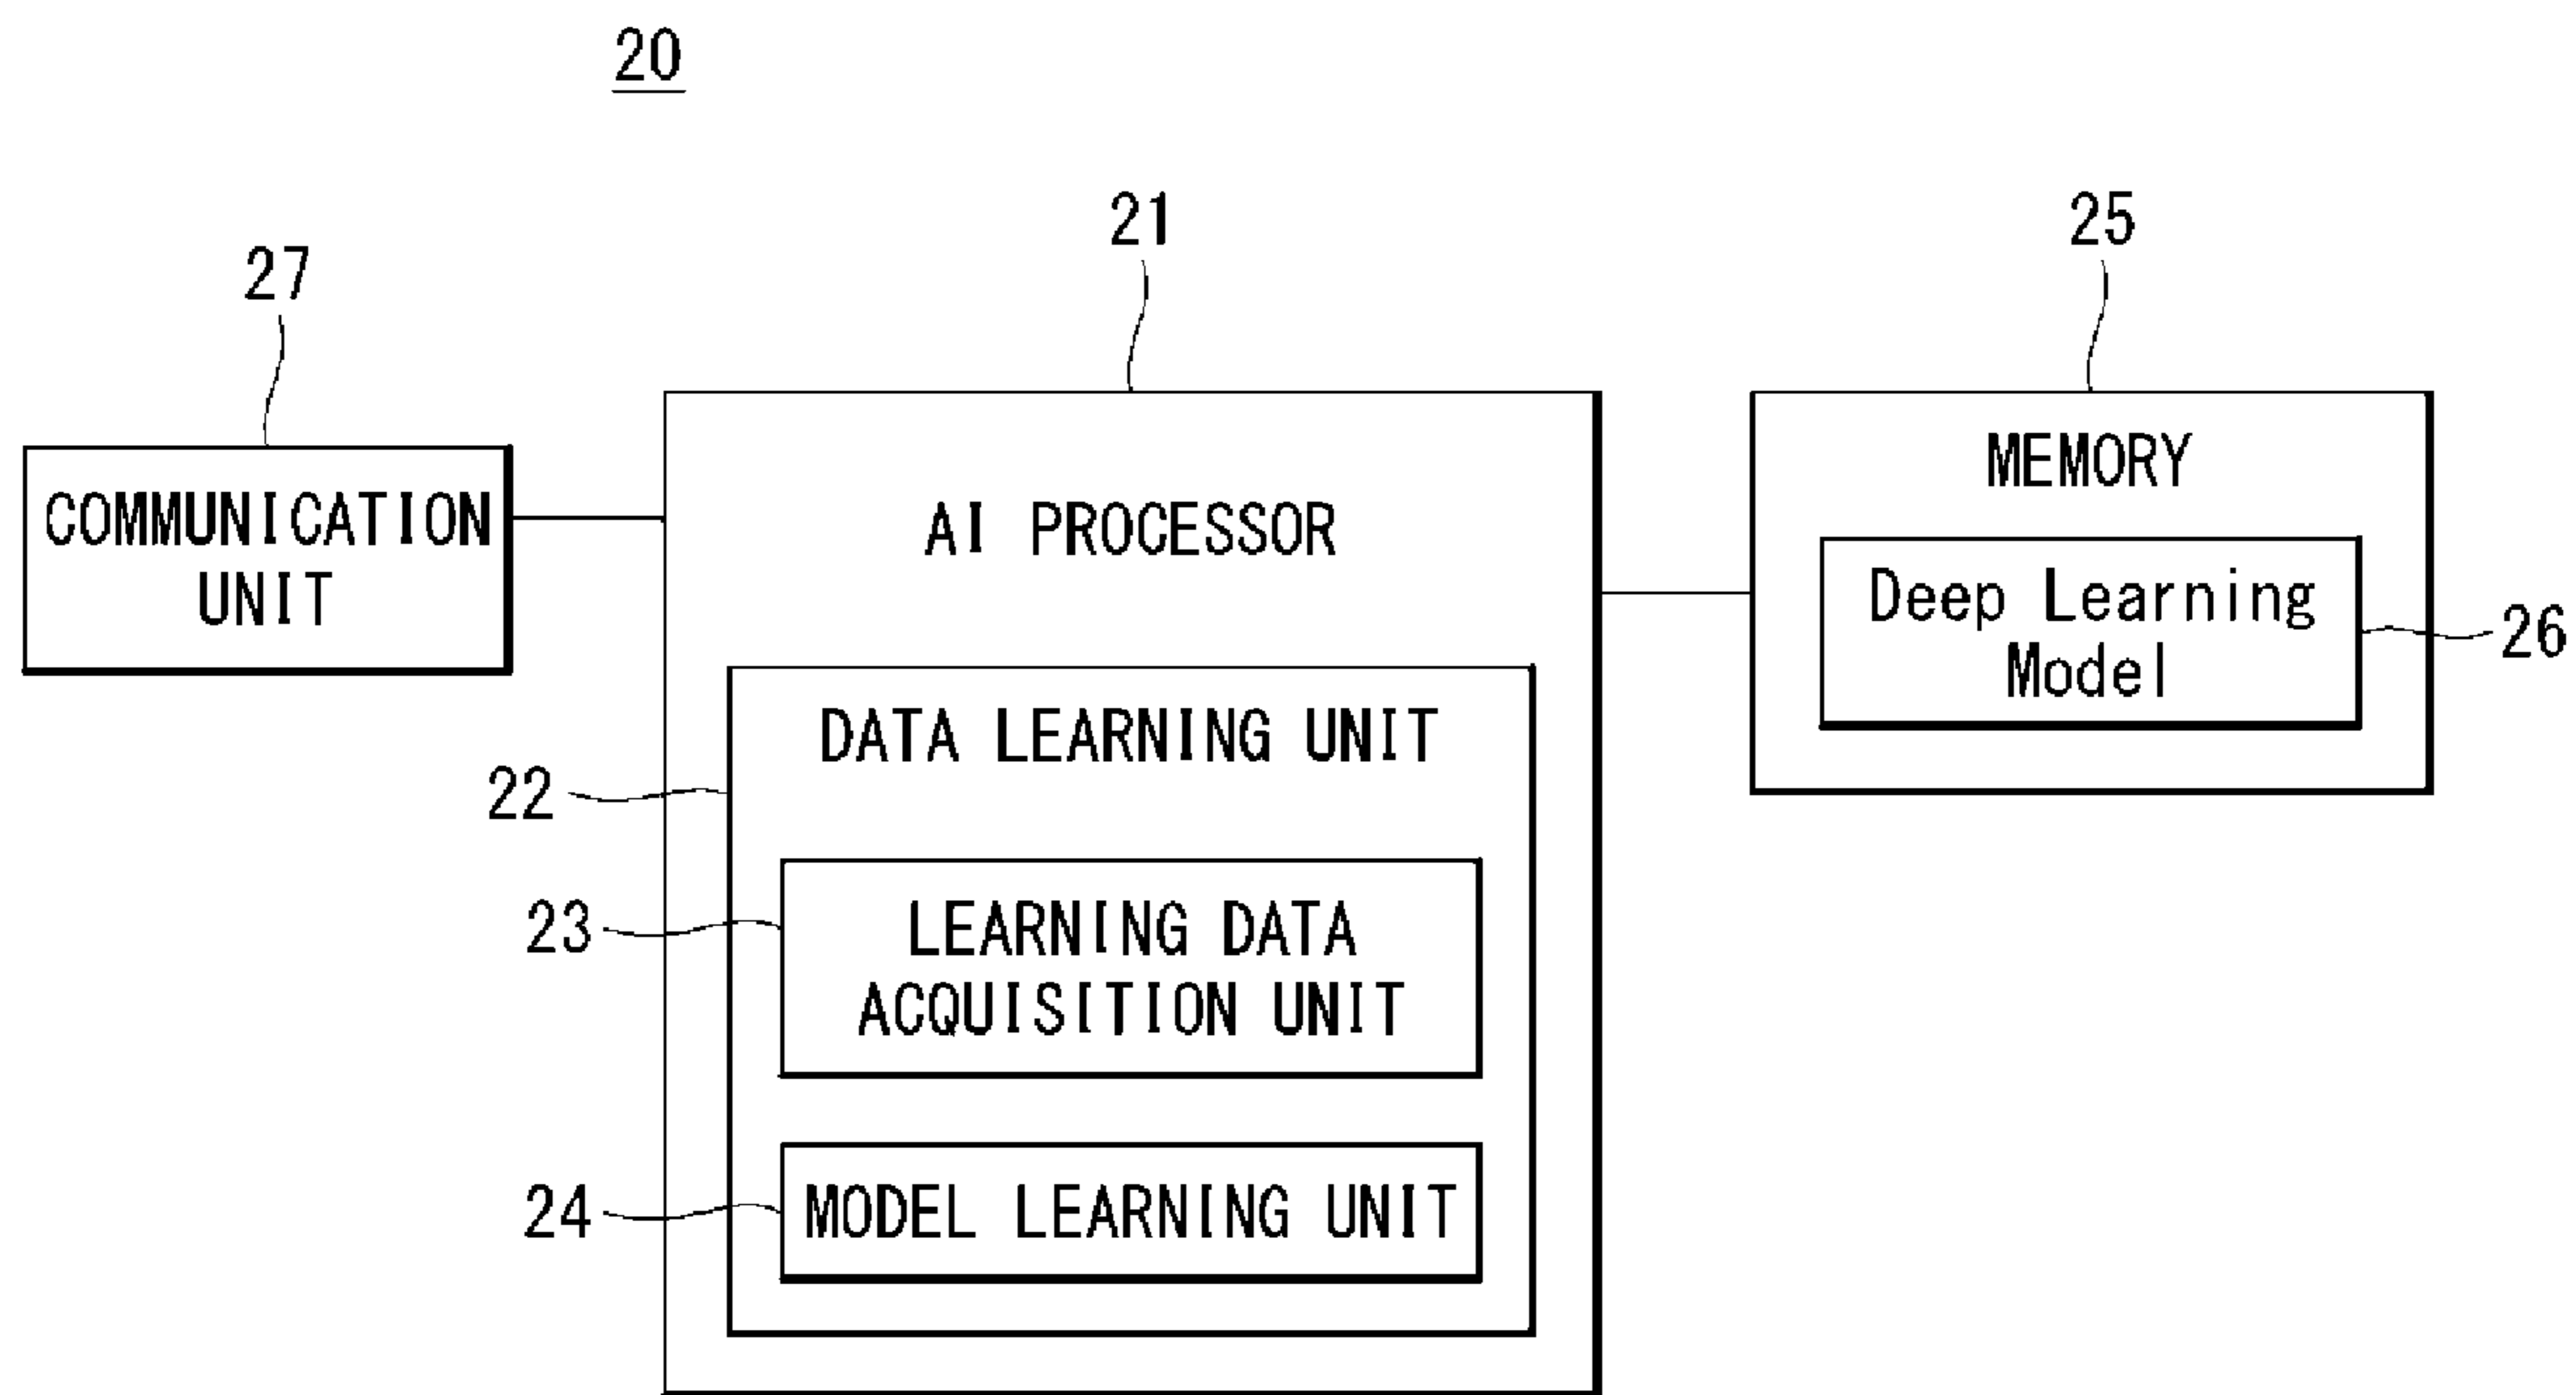 20
21
25
27
COMMUNICATION
UNIT
AI PROCESSOR
MEMORY
Deep Learning
Model
26
DATA LEARNING UNIT
22
23
LEARNING DATA
ACQUISITION UNIT
24
MODEL LEARNING UNIT